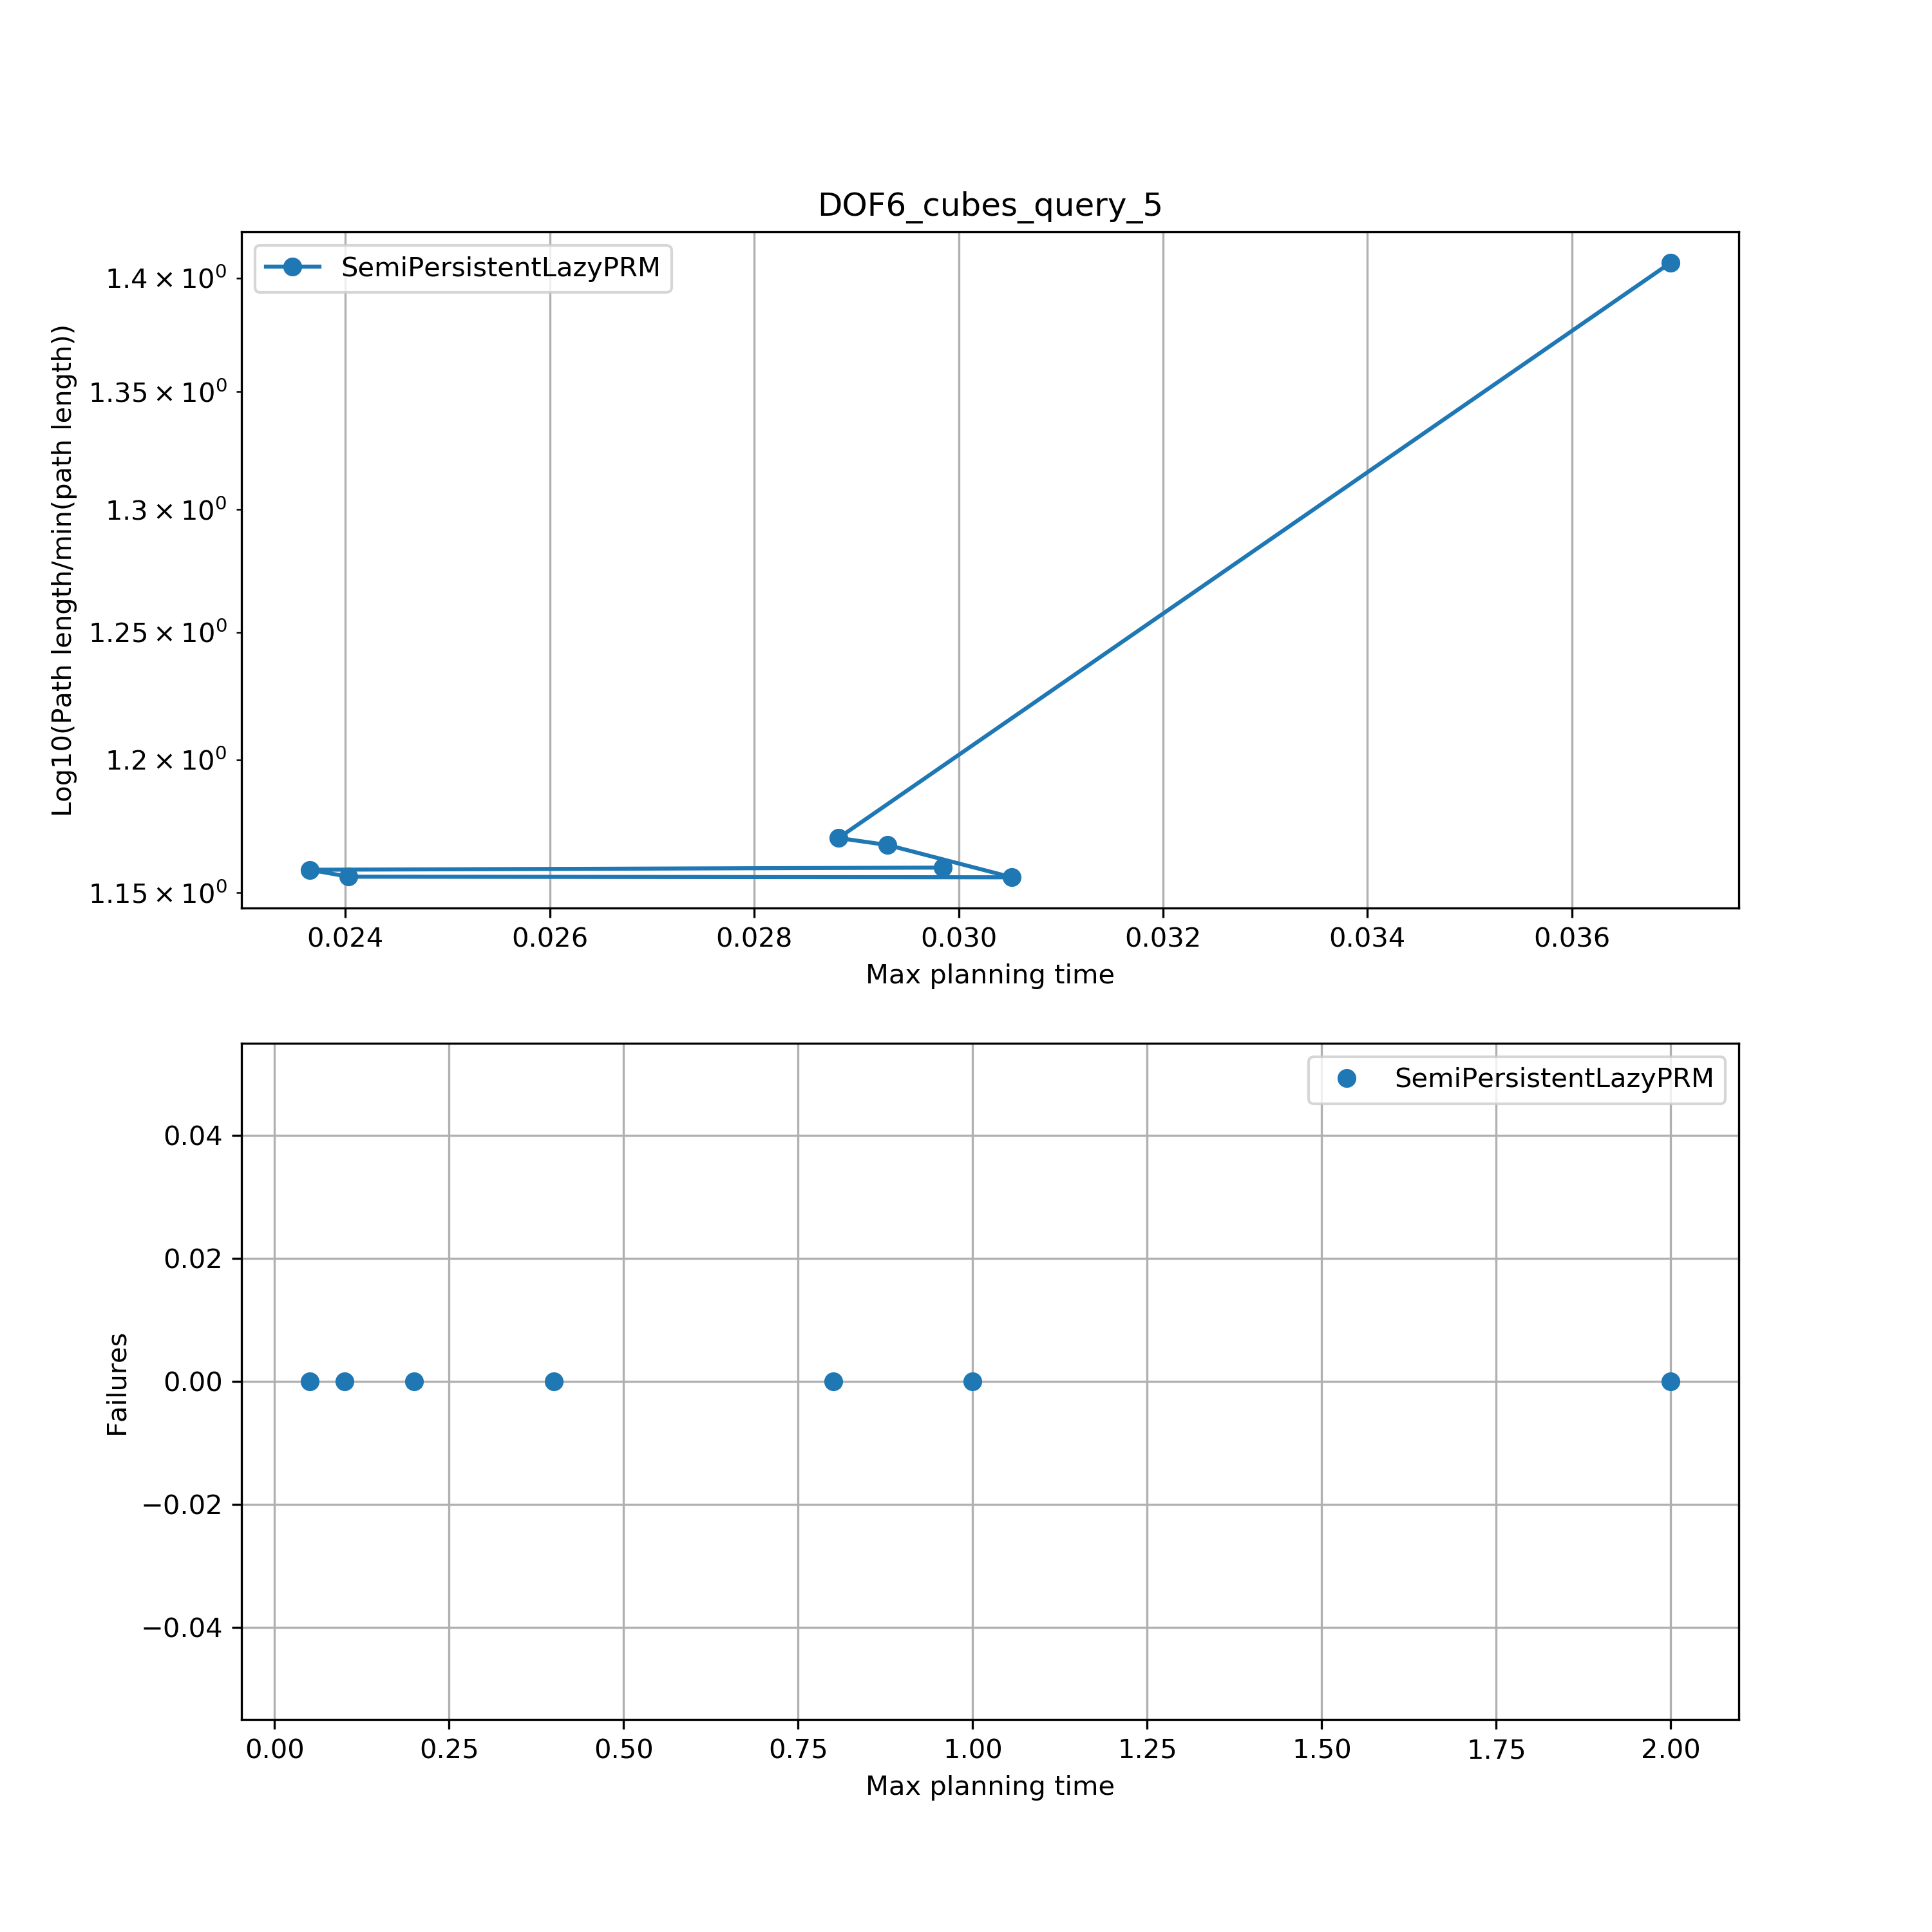 DOF6_cubes_query_5
SemiPersistentLazyPRM
1.4 × 10⁰
1.35 × 10⁰
1.3 × 10⁰
1.25 × 10⁰
1.2 × 10⁰
1.15 × 10⁰
Log10(Path length/min(path length))
0.024 0.026 0.028 0.030 0.032 0.034 0.036
Max planning time
SemiPersistentLazyPRM
0.04
0.02
0.00
−0.02
−0.04
Failures
0.00 0.25 0.50 0.75 1.00 1.25 1.50 1.75 2.00
Max planning time